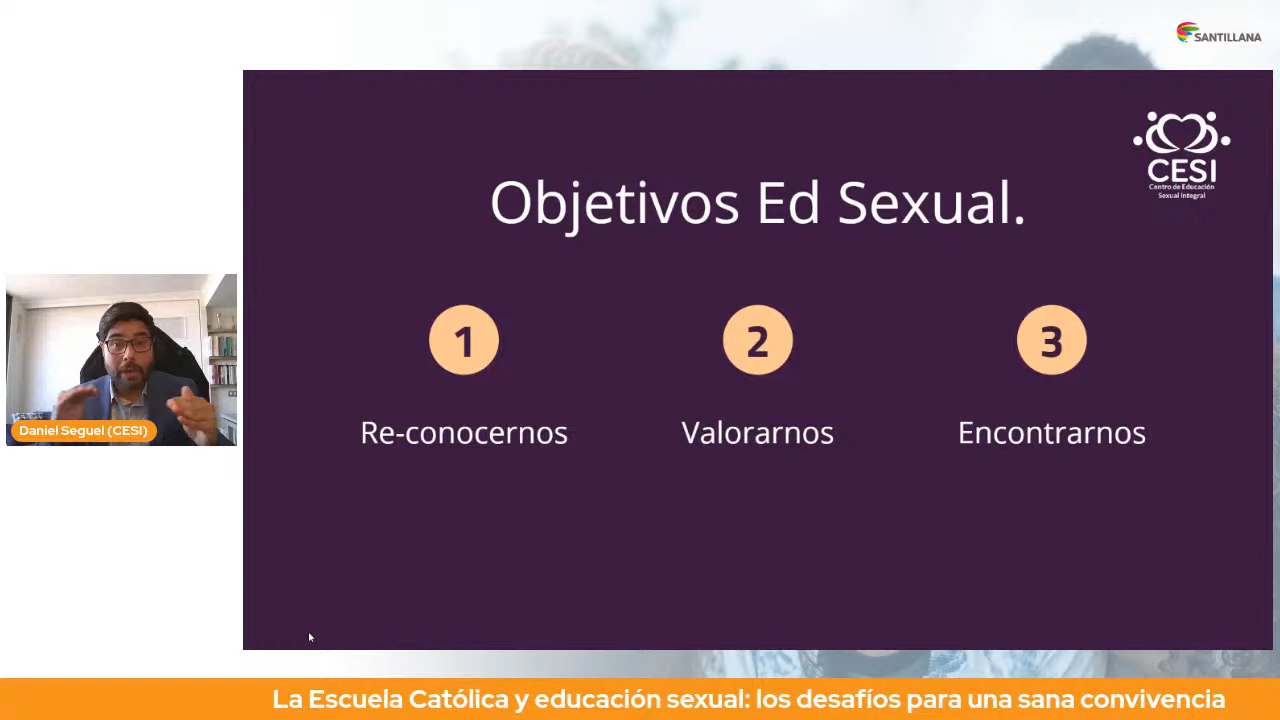 SANTILLANA
CESI
Centro de Educación
Sexual Integral
Objetivos Ed Sexual.
1
2
3
Re-conocernos
Valorarnos
Encontrarnos
Daniel Seguel (CESI)
La Escuela Católica y educación sexual: los desafíos para una sana convivencia